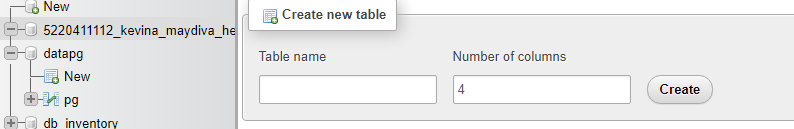 New
5220411112_kevina_maydiva_he
datapg
New
pg
db_inventory
Create new table
Table name
Number of columns
4
Create